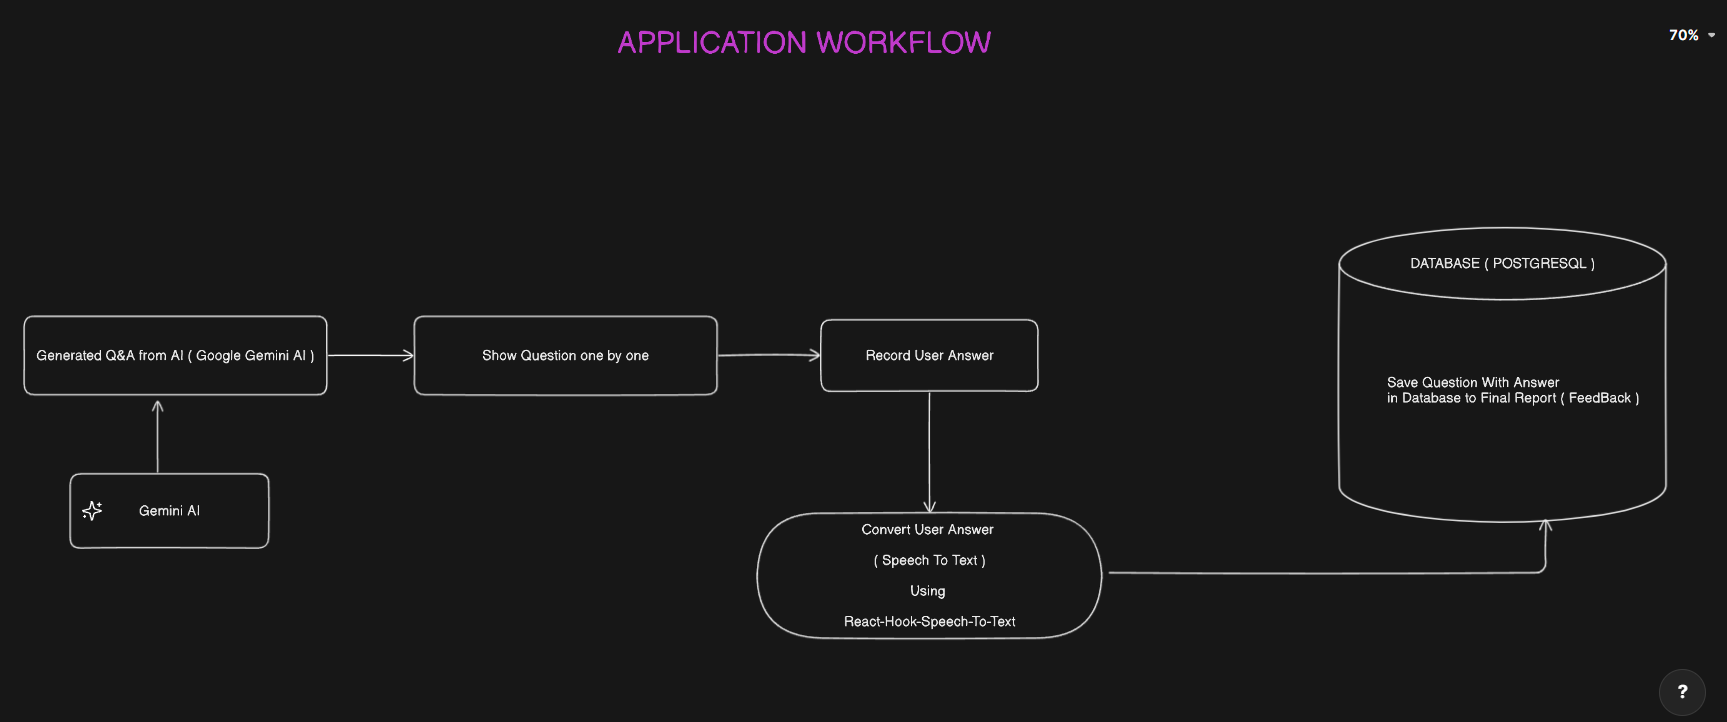 APPLICATION WORKFLOW
70%
DATABASE ( POSTGRESQL )
Generated Q&A from AI ( Google Gemini AI )
Show Question one by one
Record User Answer
Save Question With Answer
in Database to Final Report ( FeedBack )
Gemini AI
Convert User Answer
( Speech To Text )
Using
React-Hook-Speech-To-Text
?